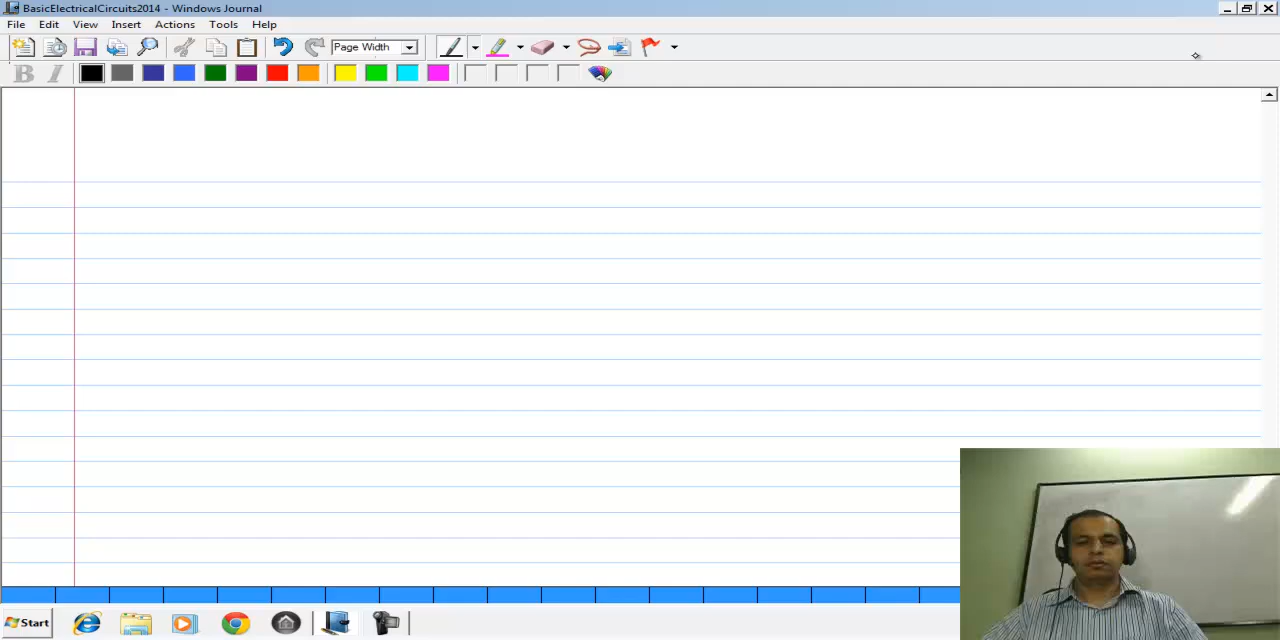 BasicElectricalCircuits2014 - Windows Journal
File Edit View Insert Actions Tools Help
Page Width
B I
Start